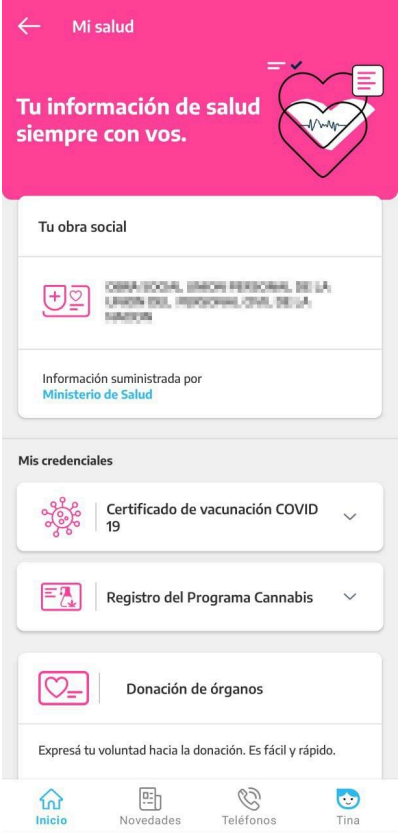 Mi salud
Tu información de salud
siempre con vos.
Tu obra social
Información suministrada por
Ministerio de Salud
Mis credenciales
Certificado de vacunación COVID
19
Registro del Programa Cannabis
Donación de órganos
Expresá tu voluntad hacia la donación. Es fácil y rápido.
Inicio
Novedades
Teléfonos
Tina